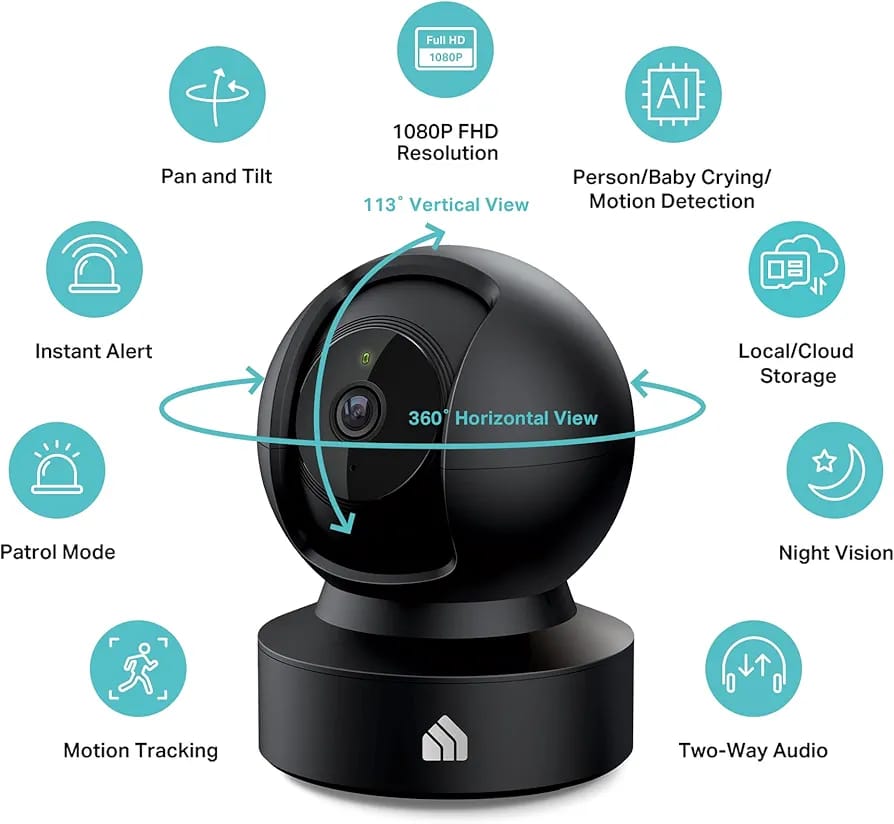 Full HD
1080P
1080P FHD
Resolution
Pan and Tilt
AI
Person/Baby Crying/
Motion Detection
113° Vertical View
Instant Alert
Local/Cloud
Storage
360° Horizontal View
Patrol Mode
Night Vision
Motion Tracking
Two-Way Audio